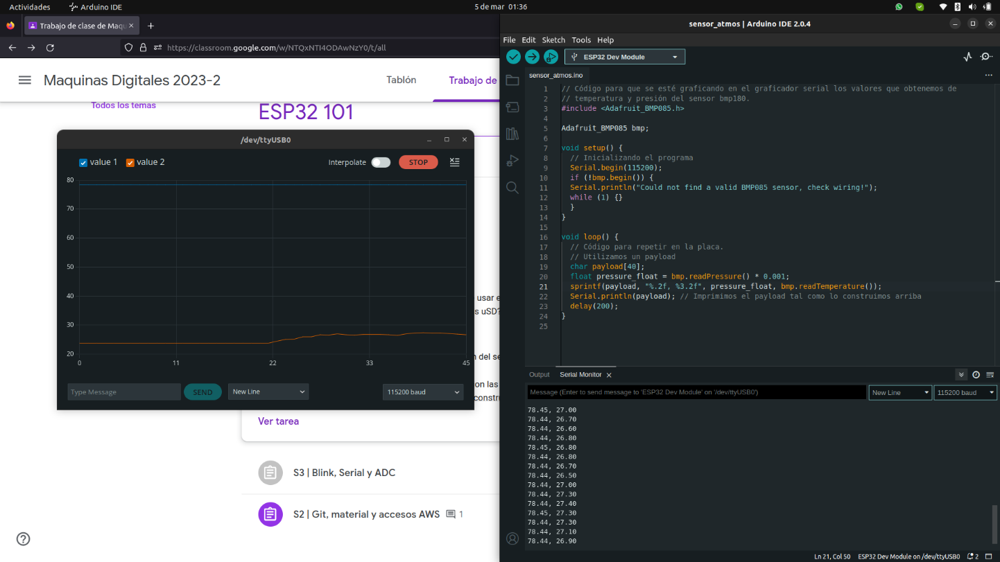 Actividades
Arduino IDE
5 de mar 01:36
Trabajo de clase de Maqu
https://classroom.google.com/w/NTQxNTI4ODAwNzY0/t/all
Maquinas Digitales 2023-2
Tablón
Trabajo de
Todos los temas
ESP32 101
/dev/ttyUSB0
value 1
value 2
Interpolate
STOP
80
70
60
50
40
30
20
0
11
22
33
45
Type Message
SEND
New Line
115200 baud
usar e
s uSD?
n del se
on las
constru
Ver tarea
S3 | Blink, Serial y ADC
S2 | Git, material y accesos AWS
1
sensor_atmos | Arduino IDE 2.0.4
File Edit Sketch Tools Help
ESP32 Dev Module
sensor_atmos.ino
1 // Código para que se esté graficando en el graficador serial los valores que obtenemos de
2 // temperatura y presión del sensor bmp180.
3 #include <Adafruit_BMP085.h>
4
5 Adafruit_BMP085 bmp;
6
7 void setup() {
8 // Inicializando el programa
9 Serial.begin(115200);
10 if (!bmp.begin()) {
11 Serial.println("Could not find a valid BMP085 sensor, check wiring!");
12 while (1) {}
13 }
14 }
15
16 void loop() {
17 // Código para repetir en la placa.
18 // Utilizamos un payload
19 char payload[40];
20 float pressure_float = bmp.readPressure() * 0.001;
21 sprintf(payload, "%.2f, %3.2f", pressure_float, bmp.readTemperature());
22 Serial.println(payload); // Imprimimos el payload tal como lo construimos arriba
23 delay(200);
24 }
25
Output
Serial Monitor
Message (Enter to send message to 'ESP32 Dev Module' on '/dev/ttyUSB0')
New Line
115200 baud
78.45, 27.00
78.44, 26.70
78.44, 26.60
78.44, 26.80
78.45, 26.80
78.44, 26.80
78.44, 26.70
78.44, 26.50
78.44, 27.00
78.44, 27.30
78.44, 27.40
78.45, 27.30
78.44, 27.30
78.44, 27.10
78.44, 26.90
Ln 21, Col 50
ESP32 Dev Module on /dev/ttyUSB0
2